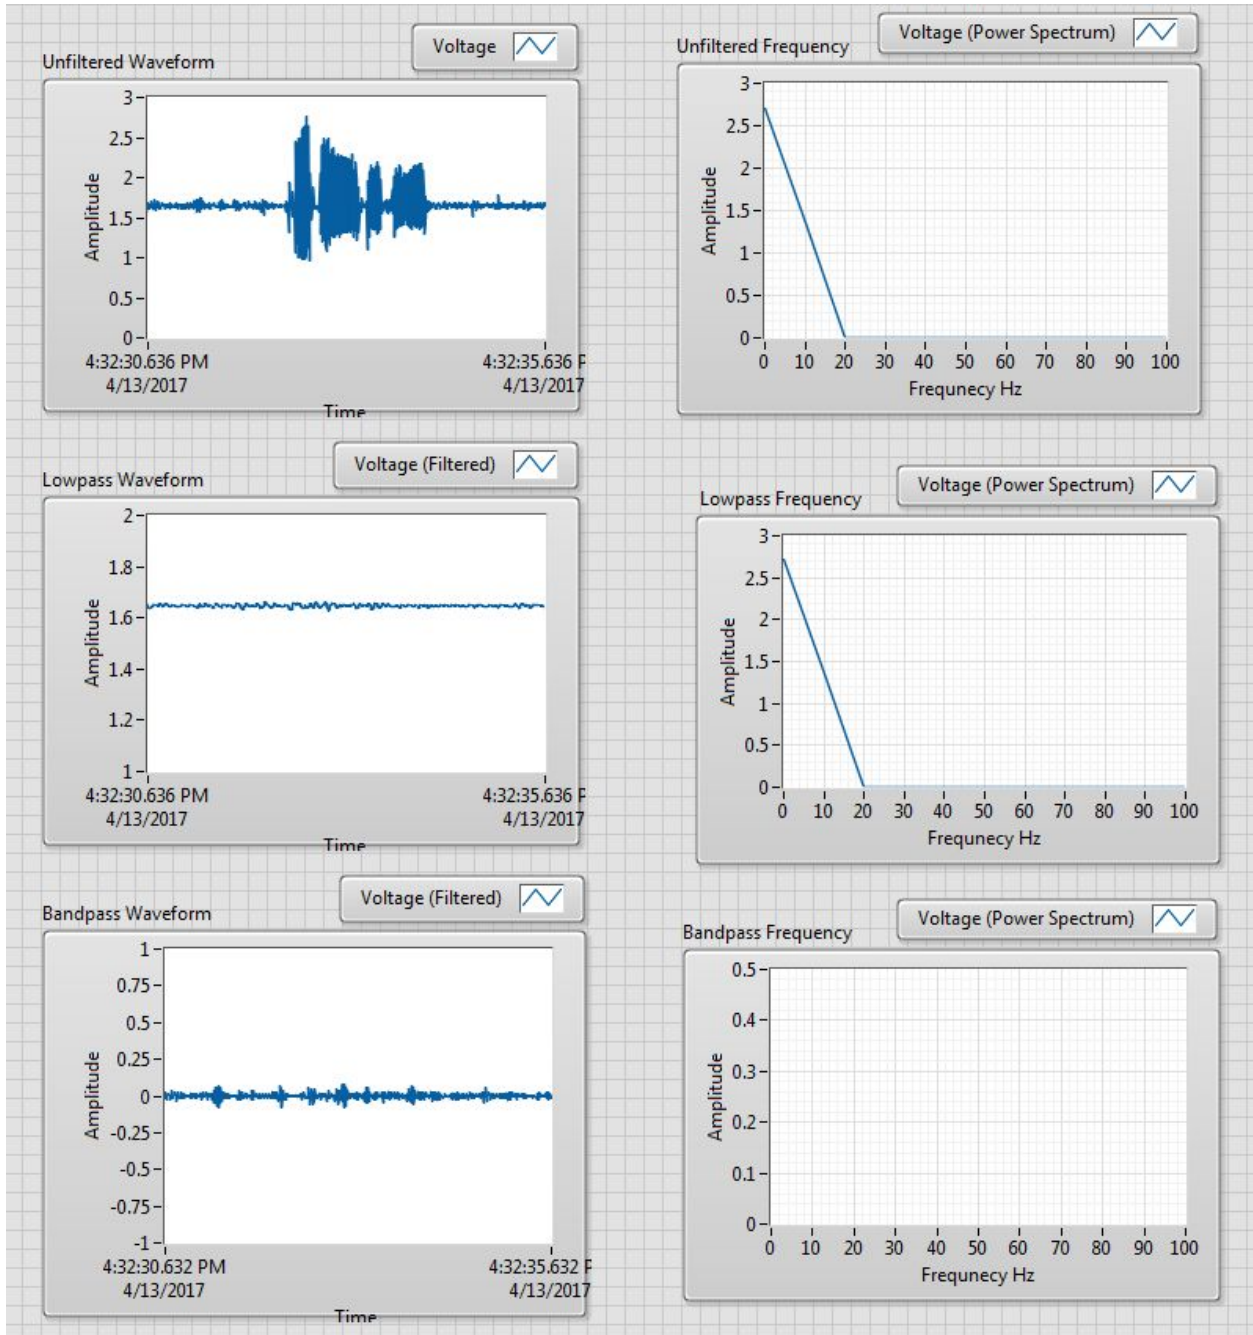 Voltage
Unfiltered Waveform
3
2.5
2
1.5
1
0.5
0
Amplitude
4:32:30.636 PM
4/13/2017
4:32:35.636
4/13/2017
Time
Voltage (Power Spectrum)
Unfiltered Frequency
3
2.5
2
1.5
1
0.5
0
Amplitude
0 10 20 30 40 50 60 70 80 90 100
Frequnecy Hz
Voltage (Filtered)
Lowpass Waveform
2
1.8
1.6
1.4
1.2
1
Amplitude
4:32:30.636 PM
4/13/2017
4:32:35.636 P
4/13/2017
Time
Voltage (Power Spectrum)
Lowpass Frequency
3
2.5
2
1.5
1
0.5
0
Amplitude
0 10 20 30 40 50 60 70 80 90 100
Frequnecy Hz
Voltage (Filtered)
Bandpass Waveform
1
0.75
0.5
0.25
0
-0.25
-0.5
-0.75
-1
Amplitude
4:32:30.632 PM
4/13/2017
4:32:35.632 P
4/13/2017
Time
Voltage (Power Spectrum)
Bandpass Frequency
0.5
0.4
0.3
0.2
0.1
0
Amplitude
0 10 20 30 40 50 60 70 80 90 100
Frequnecy Hz